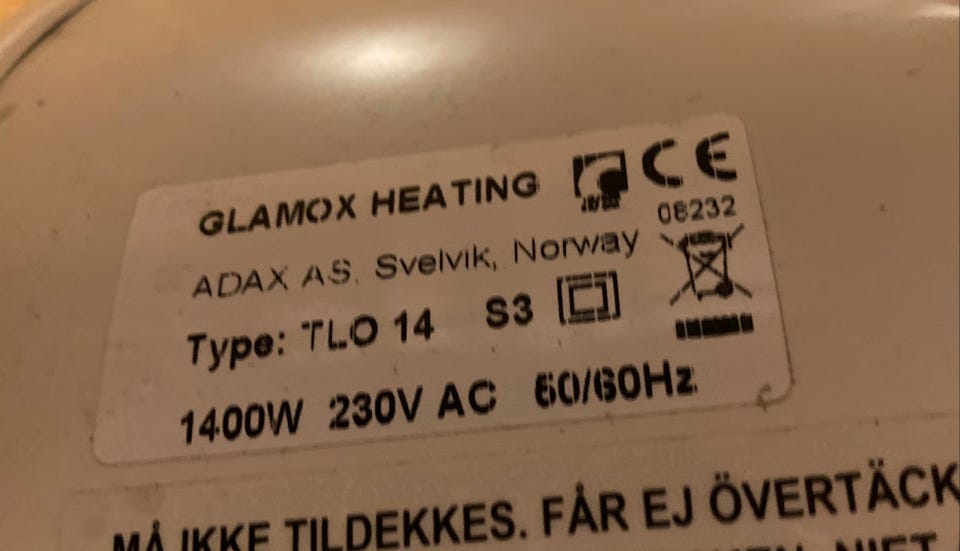 GLAMOX HEATING CE
08232
ADAX AS. Svelvik, Norway
Type: TLO 14 S3
1400W 230V AC 50/60Hz
MÅ IKKE TILDEKKES. FÅR EJ ÖVERTÄCK